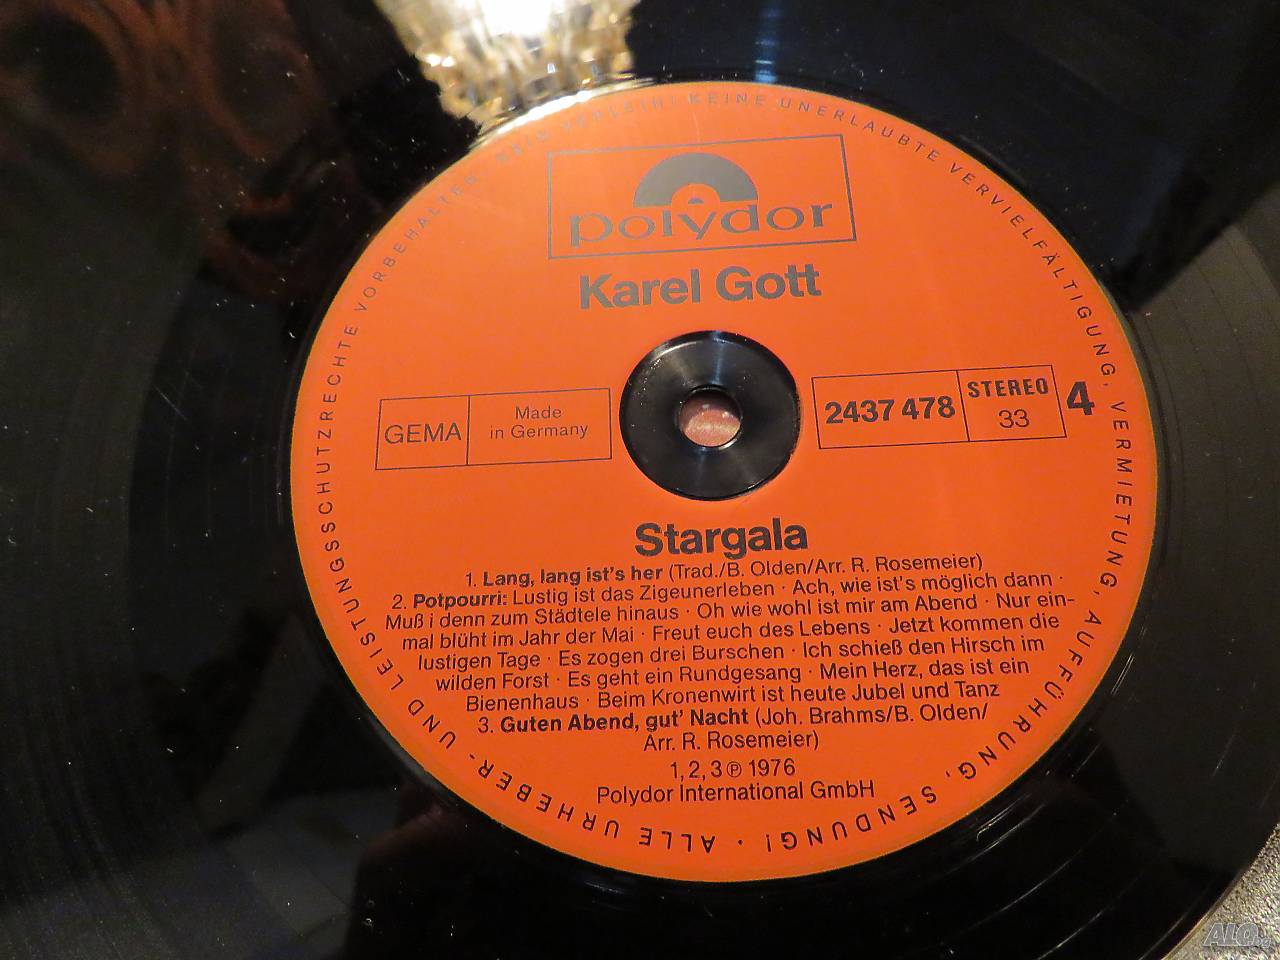 polydor
Karel Gott
GEMA
Made
in Germany
2437 478
STEREO
33
4
Stargala
1. Lang, lang ist's her (Trad./B. Olden/Arr. R. Rosemeier)
2. Potpourri: Lustig ist das Zigeunerleben · Ach, wie ist's möglich dann ·
Muß i denn zum Städtele hinaus · Oh wie wohl ist mir am Abend · Nur ein-
mal blüht im Jahr der Mai · Freut euch des Lebens · Jetzt kommen die
lustigen Tage · Es zogen drei Burschen · Ich schieß den Hirsch im
wilden Forst · Es geht ein Rundgesang · Mein Herz, das ist ein
Bienenhaus · Beim Kronenwirt ist heute Jubel und Tanz
3. Guten Abend, gut' Nacht (Joh. Brahms/B. Olden/
Arr. R. Rosemeier)
1, 2, 3 ℗ 1976
Polydor International GmbH
ALLE URHEBER- UND LEISTUNGSSCHUTZRECHTE VORBEHALTEN · KEIN VERLEIH! KEINE UNERLAUBTE VERVIELFÄLTIGUNG, VERMIETUNG, AUFFÜHRUNG, SENDUNG! ·
ALO.bg